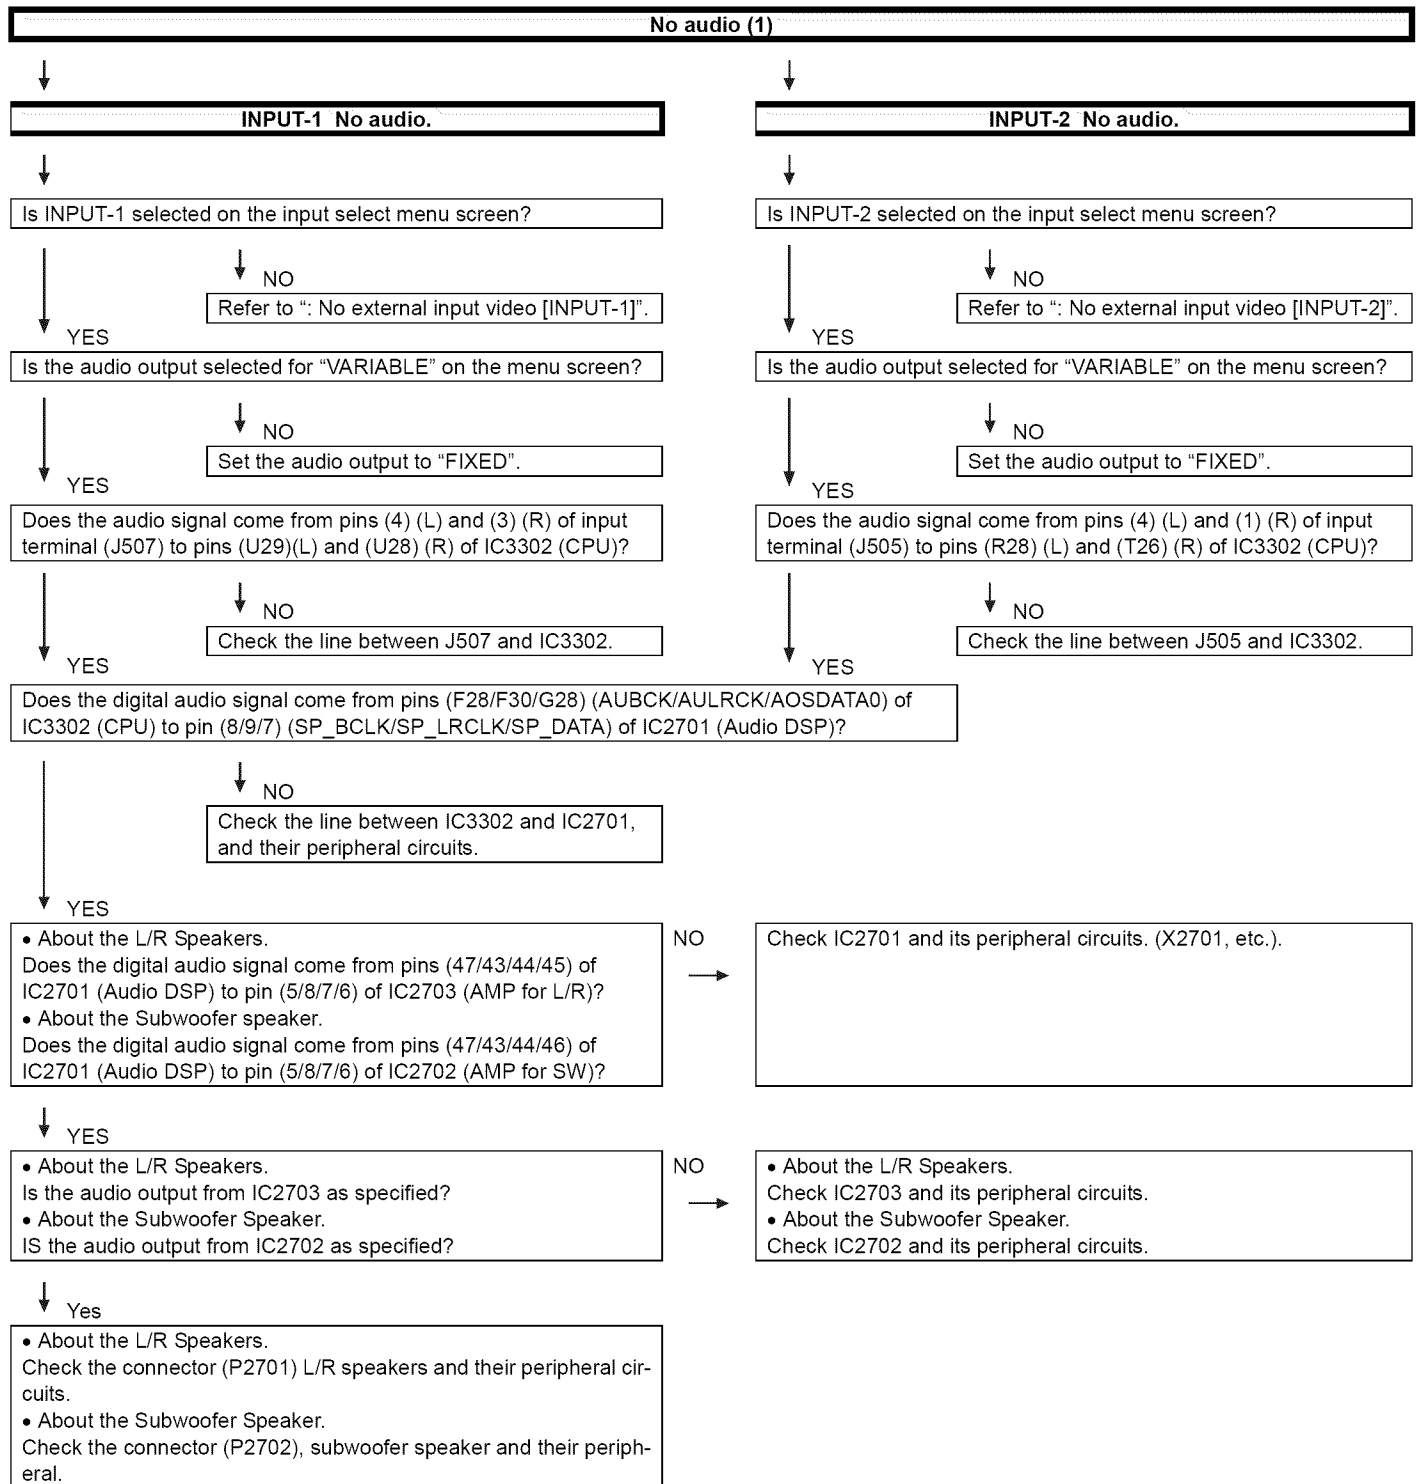 No audio (1)
INPUT-1 No audio.
INPUT-2 No audio.
Is INPUT-1 selected on the input select menu screen?
Is INPUT-2 selected on the input select menu screen?
NO
NO
Refer to “: No external input video [INPUT-1]”.
Refer to “: No external input video [INPUT-2]”.
YES
YES
Is the audio output selected for “VARIABLE” on the menu screen?
Is the audio output selected for “VARIABLE” on the menu screen?
NO
NO
Set the audio output to “FIXED”.
Set the audio output to “FIXED”.
YES
YES
Does the audio signal come from pins (4) (L) and (3) (R) of input
terminal (J507) to pins (U29)(L) and (U28) (R) of IC3302 (CPU)?
Does the audio signal come from pins (4) (L) and (1) (R) of input
terminal (J505) to pins (R28) (L) and (T26) (R) of IC3302 (CPU)?
NO
NO
Check the line between J507 and IC3302.
Check the line between J505 and IC3302.
YES
YES
Does the digital audio signal come from pins (F28/F30/G28) (AUBCK/AULRCK/AOSDATA0) of
IC3302 (CPU) to pin (8/9/7) (SP_BCLK/SP_LRCLK/SP_DATA) of IC2701 (Audio DSP)?
NO
Check the line between IC3302 and IC2701,
and their peripheral circuits.
YES
• About the L/R Speakers.
Does the digital audio signal come from pins (47/43/44/45) of
IC2701 (Audio DSP) to pin (5/8/7/6) of IC2703 (AMP for L/R)?
• About the Subwoofer speaker.
Does the digital audio signal come from pins (47/43/44/46) of
IC2701 (Audio DSP) to pin (5/8/7/6) of IC2702 (AMP for SW)?
NO
Check IC2701 and its peripheral circuits. (X2701, etc.).
YES
• About the L/R Speakers.
Is the audio output from IC2703 as specified?
• About the Subwoofer Speaker.
IS the audio output from IC2702 as specified?
NO
• About the L/R Speakers.
Check IC2703 and its peripheral circuits.
• About the Subwoofer Speaker.
Check IC2702 and its peripheral circuits.
Yes
• About the L/R Speakers.
Check the connector (P2701) L/R speakers and their peripheral cir-
cuits.
• About the Subwoofer Speaker.
Check the connector (P2702), subwoofer speaker and their periph-
eral.